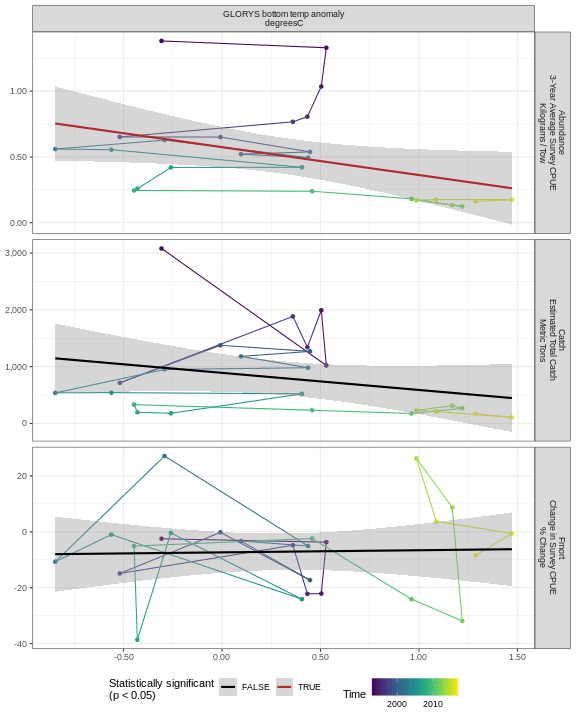 GLORYS bottom temp anomaly
degreesC
1.00
0.50
0.00
Abundance
3-Year Average Survey CPUE
Kilograms / Tow
3,000
2,000
1,000
0
Catch
Estimated Total Catch
Metric Tons
20
0
-20
-40
Fmort
Change in Survey CPUE
% Change
-0.50
0.00
0.50
1.00
1.50
Statistically significant
(p < 0.05)
FALSE
TRUE
Time
2000
2010